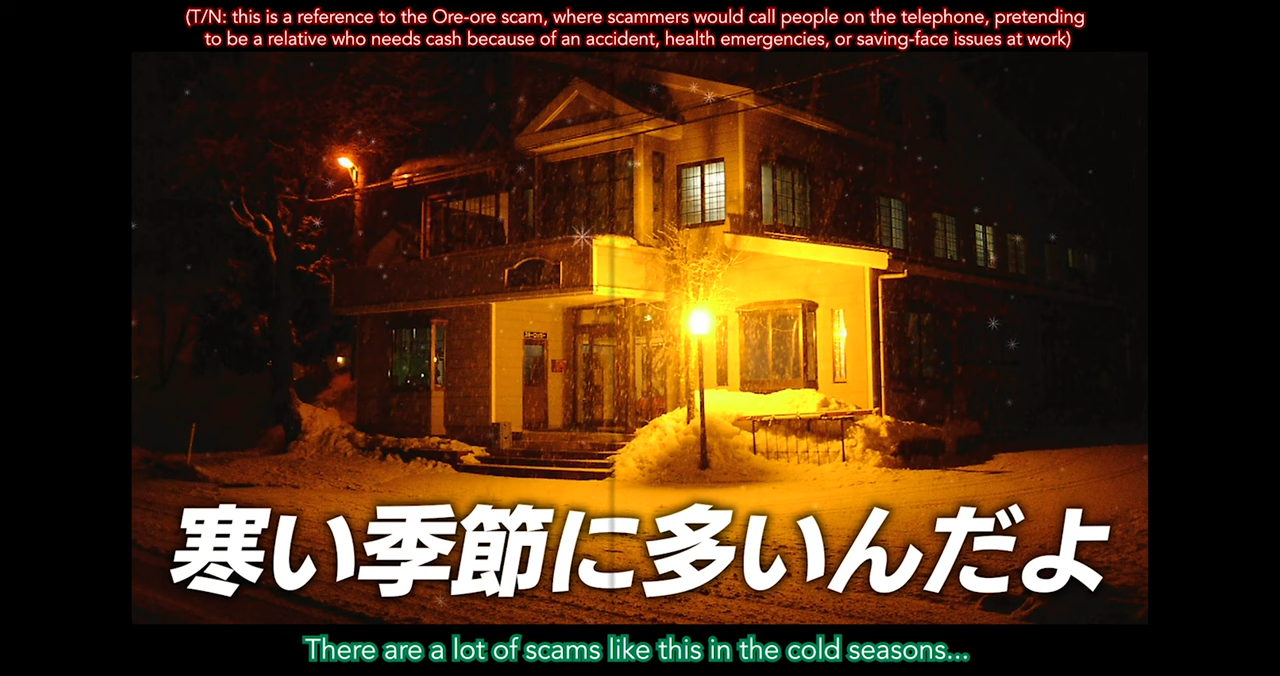 (T/N: this is a reference to the Ore-ore scam, where scammers would call people on the telephone, pretending
to be a relative who needs cash because of an accident, health emergencies, or saving-face issues at work)
寒い季節に多いんだよ
There are a lot of scams like this in the cold seasons...